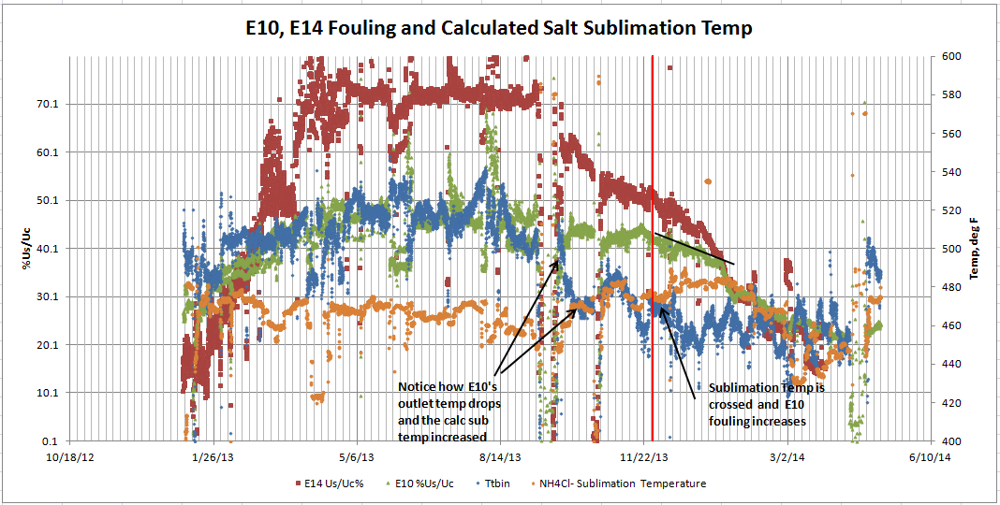 E10, E14 Fouling and Calculated Salt Sublimation Temp
%Us/Uc
70.1
60.1
50.1
40.1
30.1
20.1
10.1
0.1
600
580
560
540
520
500
480
460
440
420
400
Temp, deg F
Notice how E10's
outlet temp drops
and the calc sub
temp increased
Sublimation temp is
crossed and E10
fouling increases
10/18/12
1/26/13
5/6/13
8/14/13
11/22/13
3/2/14
6/10/14
E14 Us/Uc%
E10 %Us/Uc
Ttbin
NH4Cl- Sublimation Temperature